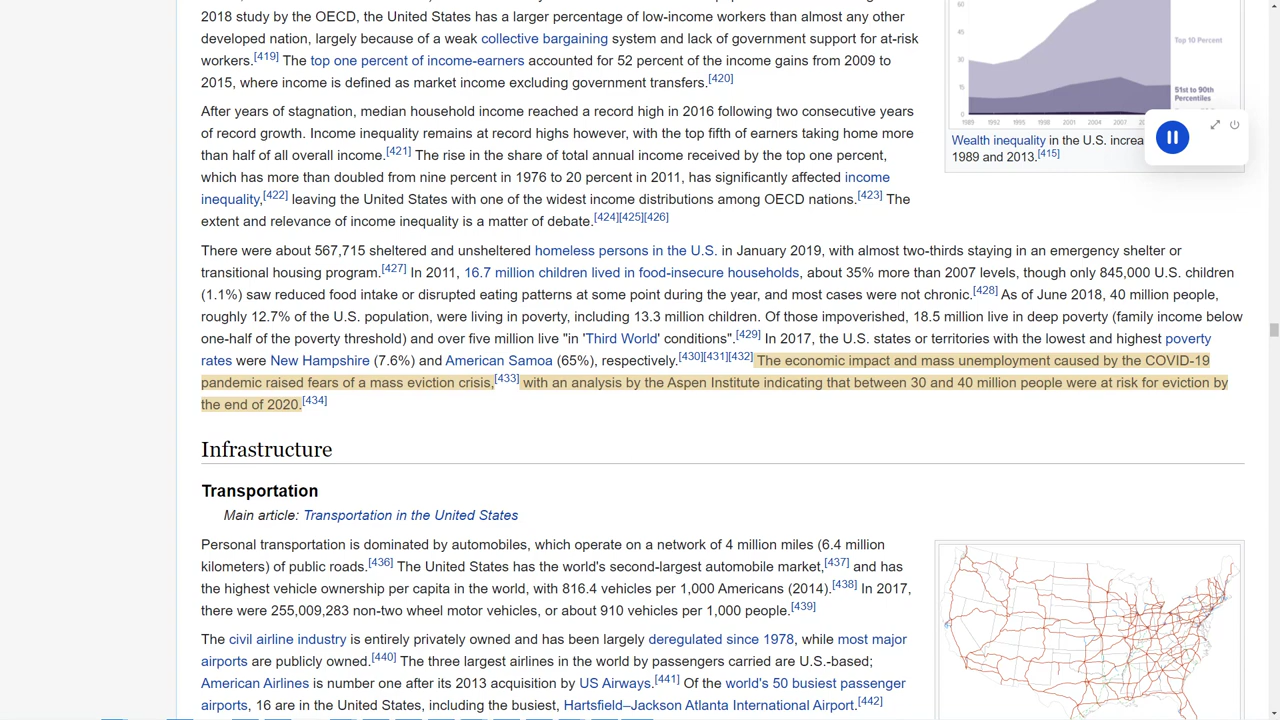 2018 study by the OECD, the United States has a larger percentage of low-income workers than almost any other
developed nation, largely because of a weak collective bargaining system and lack of government support for at-risk
workers.[419] The top one percent of income-earners accounted for 52 percent of the income gains from 2009 to
2015, where income is defined as market income excluding government transfers.[420]
After years of stagnation, median household income reached a record high in 2016 following two consecutive years
of record growth. Income inequality remains at record highs however, with the top fifth of earners taking home more
than half of all overall income.[421] The rise in the share of total annual income received by the top one percent,
which has more than doubled from nine percent in 1976 to 20 percent in 2011, has significantly affected income
inequality,[422] leaving the United States with one of the widest income distributions among OECD nations.[423] The
extent and relevance of income inequality is a matter of debate.[424][425][426]
60
45
30
15
0
Top 10 Percent
51st to 90th
Percentiles
1989 1992 1995 1998 2001 2004 2007
Wealth inequality in the U.S. increa
1989 and 2013.[415]
There were about 567,715 sheltered and unsheltered homeless persons in the U.S. in January 2019, with almost two-thirds staying in an emergency shelter or
transitional housing program.[427] In 2011, 16.7 million children lived in food-insecure households, about 35% more than 2007 levels, though only 845,000 U.S. children
(1.1%) saw reduced food intake or disrupted eating patterns at some point during the year, and most cases were not chronic.[428] As of June 2018, 40 million people,
roughly 12.7% of the U.S. population, were living in poverty, including 13.3 million children. Of those impoverished, 18.5 million live in deep poverty (family income below
one-half of the poverty threshold) and over five million live "in 'Third World' conditions".[429] In 2017, the U.S. states or territories with the lowest and highest poverty
rates were New Hampshire (7.6%) and American Samoa (65%), respectively.[430][431][432] The economic impact and mass unemployment caused by the COVID-19
pandemic raised fears of a mass eviction crisis,[433] with an analysis by the Aspen Institute indicating that between 30 and 40 million people were at risk for eviction by
the end of 2020.[434]
Infrastructure
Transportation
Main article: Transportation in the United States
Personal transportation is dominated by automobiles, which operate on a network of 4 million miles (6.4 million
kilometers) of public roads.[436] The United States has the world's second-largest automobile market,[437] and has
the highest vehicle ownership per capita in the world, with 816.4 vehicles per 1,000 Americans (2014).[438] In 2017,
there were 255,009,283 non-two wheel motor vehicles, or about 910 vehicles per 1,000 people.[439]
The civil airline industry is entirely privately owned and has been largely deregulated since 1978, while most major
airports are publicly owned.[440] The three largest airlines in the world by passengers carried are U.S.-based;
American Airlines is number one after its 2013 acquisition by US Airways.[441] Of the world's 50 busiest passenger
airports, 16 are in the United States, including the busiest, Hartsfield–Jackson Atlanta International Airport.[442]